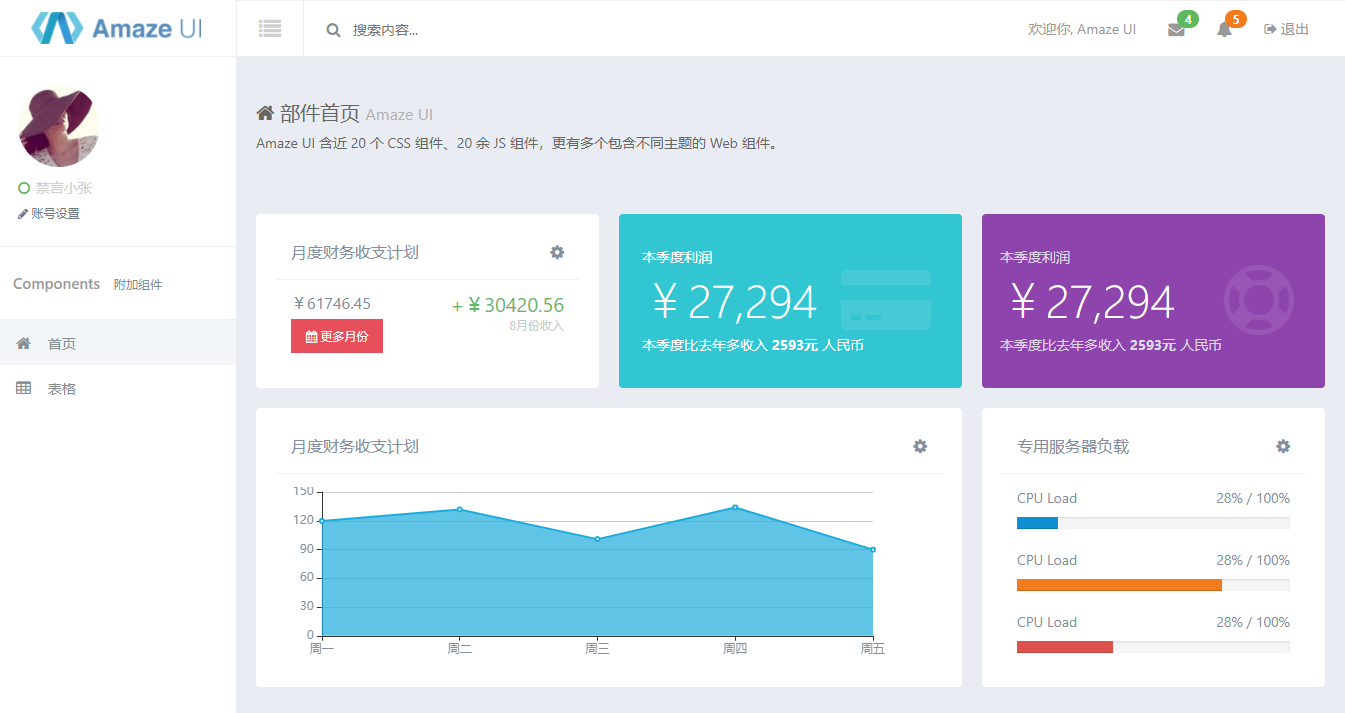 Amaze UI
搜索内容...
欢迎你, Amaze UI
4
5
退出
禁言小张
账号设置
Components 附加组件
首页
表格
部件首页 Amaze UI
Amaze UI 含近 20 个 CSS 组件、20 余 JS 组件，更有多个包含不同主题的 Web 组件。
月度财务收支计划
￥61746.45
+￥30420.56
8月份收入
更多月份
本季度利润
￥27,294
本季度比去年多收入 2593元 人民币
本季度利润
￥27,294
本季度比去年多收入 2593元 人民币
月度财务收支计划
150
120
90
60
30
0
周一 周二 周三 周四 周五
专用服务器负载
CPU Load 28% / 100%
CPU Load 28% / 100%
CPU Load 28% / 100%